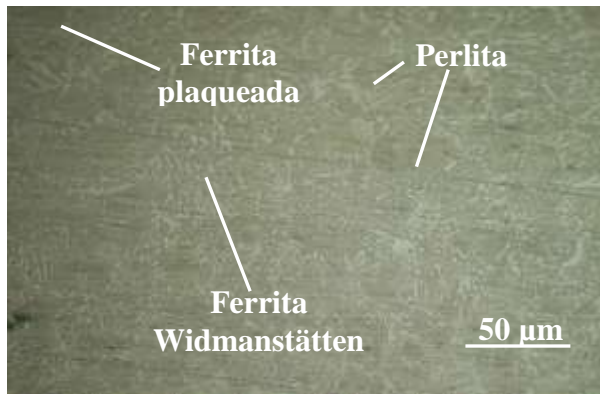 Ferrita
plaqueada
Perlita
Ferrita
Widmanstätten
50 µm